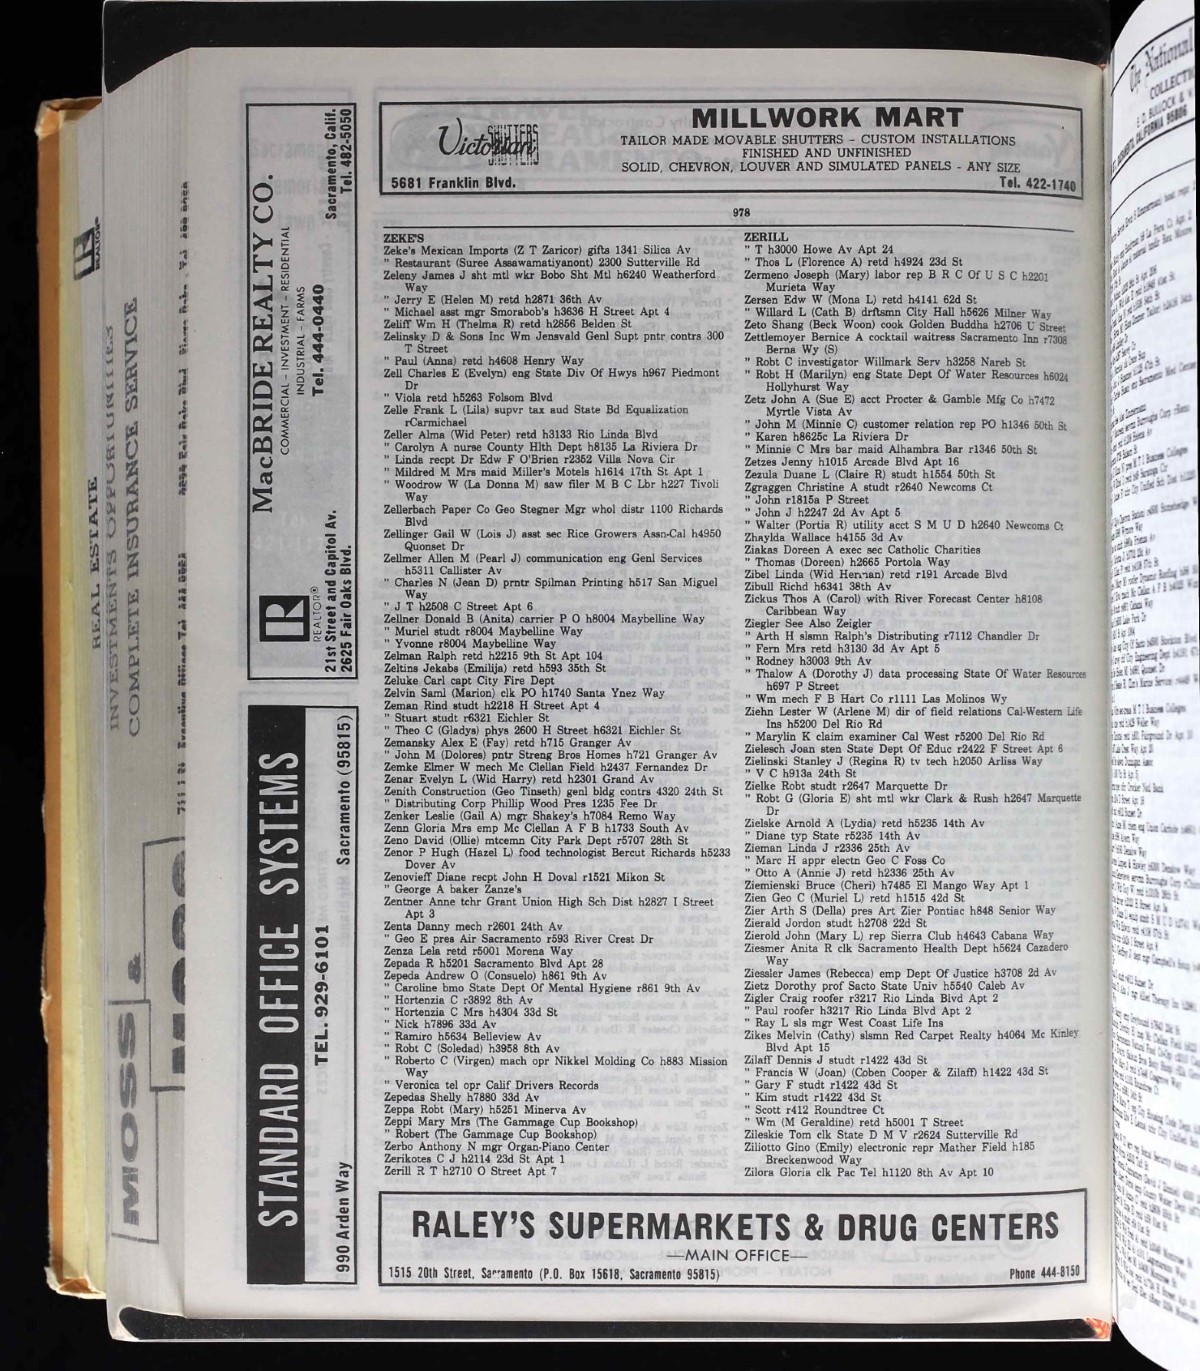 MILLWORK MART
Victorian
SHUTTERS
TAILOR MADE MOVABLE SHUTTERS - CUSTOM INSTALLATIONS
FINISHED AND UNFINISHED
SOLID, CHEVRON, LOUVER AND SIMULATED PANELS - ANY SIZE
5681 Franklin Blvd.
Tel. 422-1740
978
MacBRIDE REALTY CO.
COMMERCIAL - INVESTMENT - RESIDENTIAL
INDUSTRIAL - FARMS
Tel. 444-0440
Sacramento, Calif.
Tel. 482-5050
R
REALTOR®
21st Street and Capitol Av.
2625 Fair Oaks Blvd.
STANDARD OFFICE SYSTEMS
TEL. 929-6101
990 Arden Way
Sacramento (95815)
ZEKE'S
Zeke's Mexican Imports (Z T Zaricor) gifts 1341 Silica Av
" Restaurant (Suree Assawamatiyanont) 2300 Sutterville Rd
Zeleny James J sht mtl wkr Bobo Sht Mtl h6240 Weatherford
Way
" Jerry E (Helen M) retd h2871 36th Av
" Michael asst mgr Smorabob's h3636 H Street Apt 4
Zeliff Wm H (Thelma R) retd h2856 Belden St
Zelinsky D & Sons Inc Wm Jensvald Genl Supt pntr contrs 300
T Street
" Paul (Anna) retd h4608 Henry Way
Zell Charles E (Evelyn) eng State Div Of Hwys h967 Piedmont
Dr
" Viola retd h5263 Folsom Blvd
Zelle Frank L (Lila) supvr tax aud State Bd Equalization
rCarmichael
Zeller Alma (Wid Peter) retd h3133 Rio Linda Blvd
" Carolyn A nurse County Hlth Dept h8135 La Riviera Dr
" Linda recpt Dr Edw F O'Brien r2352 Villa Nova Cir
" Mildred M Mrs maid Miller's Motels h1614 17th St Apt 1
" Woodrow W (La Donna M) saw filer M B C Lbr h227 Tivoli
Way
Zellerbach Paper Co Geo Stegner Mgr whol distr 1100 Richards
Blvd
Zellinger Gail W (Lois J) asst sec Rice Growers Assn-Cal h4950
Quonset Dr
Zellmer Allen M (Pearl J) communication eng Genl Services
h5311 Callister Av
" Charles N (Jean D) prntr Spilman Printing h517 San Miguel
Way
" J T h2508 C Street Apt 6
Zellner Donald B (Anita) carrier P O h8004 Maybelline Way
" Muriel studt r8004 Maybelline Way
" Yvonne r8004 Maybelline Way
Zelman Ralph retd h2215 9th St Apt 104
Zeltins Jekabs (Emilija) retd h593 35th St
Zeluke Carl capt City Fire Dept
Zelvin Saml (Marion) clk PO h1740 Santa Ynez Way
Zeman Rind studt h2218 H Street Apt 4
" Stuart studt r6321 Eichler St
" Theo C (Gladys) phys 2600 H Street h6321 Eichler St
Zemansky Alex E (Fay) retd h715 Granger Av
" John M (Dolores) pntr Streng Bros Homes h721 Granger Av
Zemke Elmer W mech Mc Clellan Field h2437 Fernandez Dr
Zenar Evelyn L (Wid Harry) retd h2301 Grand Av
Zenith Construction (Geo Tinseth) genl bldg contrs 4320 24th St
" Distributing Corp Phillip Wood Pres 1235 Fee Dr
Zenker Leslie (Gail A) mgr Shakey's h7084 Remo Way
Zenn Gloria Mrs emp Mc Clellan A F B h1733 South Av
Zeno David (Ollie) mtcemn City Park Dept r5707 28th St
Zenor P Hugh (Hazel L) food technologist Bercut Richards h5233
Dover Av
Zenovieff Diane recpt John H Doval r1521 Mikon St
" George A baker Zanze's
Zentner Anne tchr Grant Union High Sch Dist h2827 I Street
Apt 3
Zenta Danny mech r2601 24th Av
" Geo E pres Air Sacramento r593 River Crest Dr
Zenza Lela retd r5001 Morena Way
Zepada R h5201 Sacramento Blvd Apt 28
Zepeda Andrew O (Consuelo) h861 9th Av
" Caroline bmo State Dept Of Mental Hygiene r861 9th Av
" Hortenzia C r3892 8th Av
" Hortenzia C Mrs h4304 33d St
" Nick h7896 33d Av
" Ramiro h5634 Belleview Av
" Robt C (Soledad) h3958 8th Av
" Roberto C (Virgen) mach opr Nikkel Molding Co h883 Mission
Way
" Veronica tel opr Calif Drivers Records
Zepedas Shelly h7880 33d Av
Zeppa Robt (Mary) h5251 Minerva Av
Zeppi Mary Mrs (The Gammage Cup Bookshop)
" Robert (The Gammage Cup Bookshop)
Zerbo Anthony N mgr Organ-Piano Center
Zerikotes C J h2114 23d St Apt 1
Zerill R T h2710 O Street Apt 7
ZERILL
" T h3000 Howe Av Apt 24
" Thos L (Florence A) retd h4924 23d St
Zermeno Joseph (Mary) labor rep B R C Of U S C h2201
Murieta Way
Zersen Edw W (Mona L) retd h4141 62d St
" Willard L (Cath B) drftsmn City Hall h5626 Milner Way
Zeto Shang (Beck Woon) cook Golden Buddha h2706 U Street
Zettlemoyer Bernice A cocktail waitress Sacramento Inn r7308
Berna Wy (S)
" Robt C investigator Willmark Serv h3258 Nareb St
" Robt H (Marilyn) eng State Dept Of Water Resources h6024
Hollyhurst Way
Zetz John A (Sue E) acct Procter & Gamble Mfg Co h7472
Myrtle Vista Av
" John M (Minnie C) customer relation rep PO h1346 50th St
" Karen h8625c La Riviera Dr
" Minnie C Mrs bar maid Alhambra Bar r1346 50th St
Zetzes Jenny h1015 Arcade Blvd Apt 16
Zezula Duane L (Claire R) studt h1554 50th St
Zgraggen Christine A studt r2640 Newcoms Ct
" John r1815a P Street
" John J h2247 2d Av Apt 5
" Walter (Portia R) utility acct S M U D h2640 Newcoms Ct
Zhaylda Wallace h4155 3d Av
Ziakas Doreen A exec sec Catholic Charities
" Thomas (Doreen) h2665 Portola Way
Zibel Linda (Wid Herman) retd r191 Arcade Blvd
Zibull Richd h6341 38th Av
Zickus Thos A (Carol) with River Forecast Center h8108
Caribbean Way
Ziegler See Also Zeigler
" Arth H slsmn Ralph's Distributing r7112 Chandler Dr
" Fern Mrs retd h3130 3d Av Apt 5
" Rodney h3003 9th Av
" Thalow A (Dorothy J) data processing State Of Water Resources
h697 P Street
" Wm mech F B Hart Co r1111 Las Molinos Wy
Ziehn Lester W (Arlene M) dir of field relations Cal-Western Life
Ins h5200 Del Rio Rd
" Marylin K claim examiner Cal West r5200 Del Rio Rd
Zielesch Joan sten State Dept Of Educ r2422 F Street Apt 6
Zielinski Stanley J (Regina R) tv tech h2050 Arliss Way
" V C h913a 24th St
Zielke Robt studt r2647 Marquette Dr
" Robt G (Gloria E) sht mtl wkr Clark & Rush h2647 Marquette
Dr
Zielske Arnold A (Lydia) retd h5235 14th Av
" Diane typ State r5235 14th Av
Zieman Linda J r2336 25th Av
" Marc H appr electn Geo C Foss Co
" Otto A (Annie J) retd h2336 25th Av
Ziemienski Bruce (Cheri) h7485 El Mango Way Apt 1
Zien Geo C (Muriel L) retd h1515 42d St
Zier Arth S (Della) pres Art Zier Pontiac h848 Senior Way
Zierald Jordon studt h2708 22d St
Zierold John (Mary L) rep Sierra Club h4643 Cabana Way
Ziesmer Anita R clk Sacramento Health Dept h5624 Cazadero
Way
Ziessler James (Rebecca) emp Dept Of Justice h3708 2d Av
Zietz Dorothy prof Sacto State Univ h5540 Caleb Av
Zigler Craig roofer r3217 Rio Linda Blvd Apt 2
" Paul roofer h3217 Rio Linda Blvd Apt 2
" Ray L sls mgr West Coast Life Ins
Zikes Melvin (Cathy) slsmn Red Carpet Realty h4064 Mc Kinley
Blvd Apt 15
Zilaff Dennis J studt r1422 43d St
" Francis W (Joan) (Coben Cooper & Zilaff) h1422 43d St
" Gary F studt r1422 43d St
" Kim studt r1422 43d St
" Scott r412 Roundtree Ct
" Wm (M Geraldine) retd h5001 T Street
Zileskie Tom clk State D M V r2624 Sutterville Rd
Ziliotto Gino (Emily) electronic repr Mather Field h185
Breckenwood Way
Zilora Gloria clk Pac Tel h1120 8th Av Apt 10
RALEY'S SUPERMARKETS & DRUG CENTERS
—MAIN OFFICE—
1515 20th Street, Sacramento (P.O. Box 15618, Sacramento 95815)
Phone 444-8150
REAL ESTATE
INVESTMENTS OPPORTUNITIES
COMPLETE INSURANCE SERVICE
MOSS &
The National